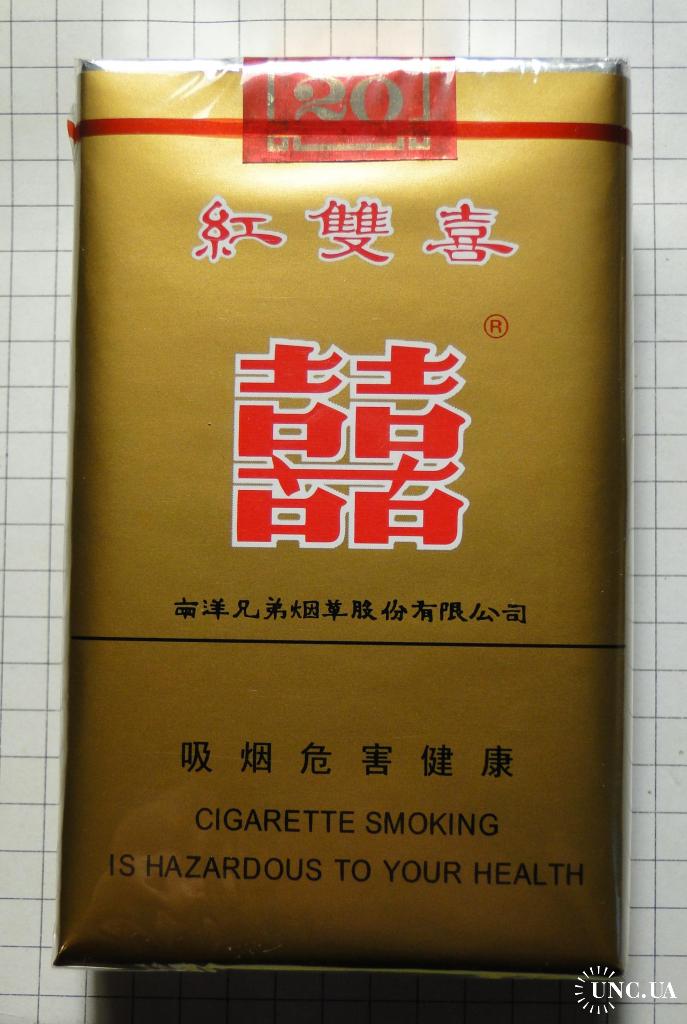 20
紅雙喜
®
囍
南洋兄弟烟草股份有限公司
吸烟危害健康
CIGARETTE SMOKING
IS HAZARDOUS TO YOUR HEALTH
UNC.UA